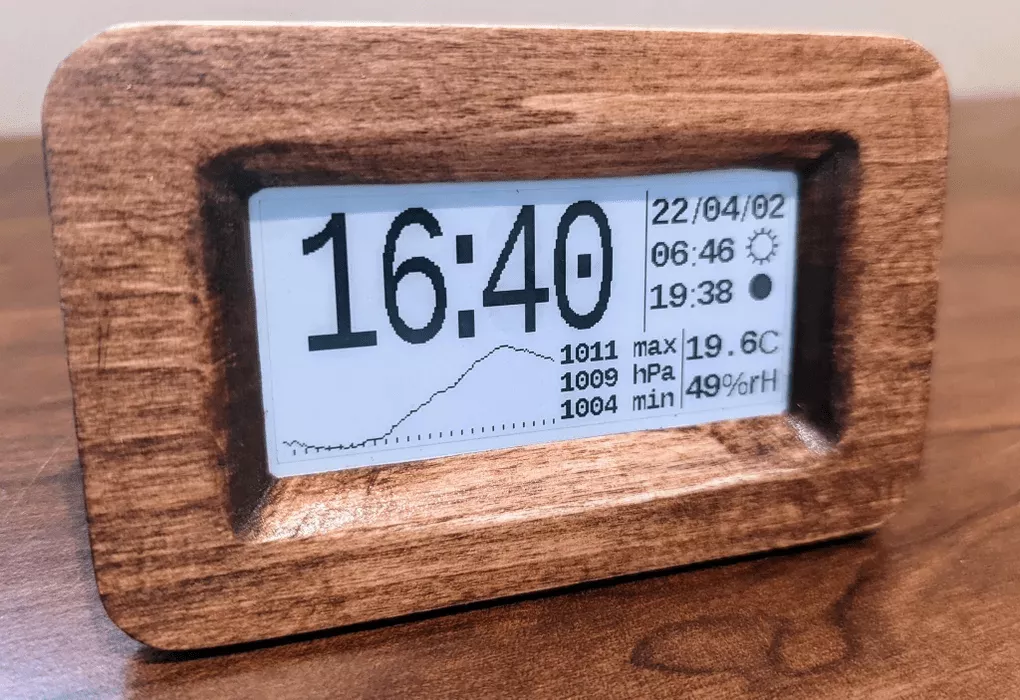 16:40
22/04/02
06:46
19:38
1011 max
1009 hPa
1004 min
19.6C
49%rH